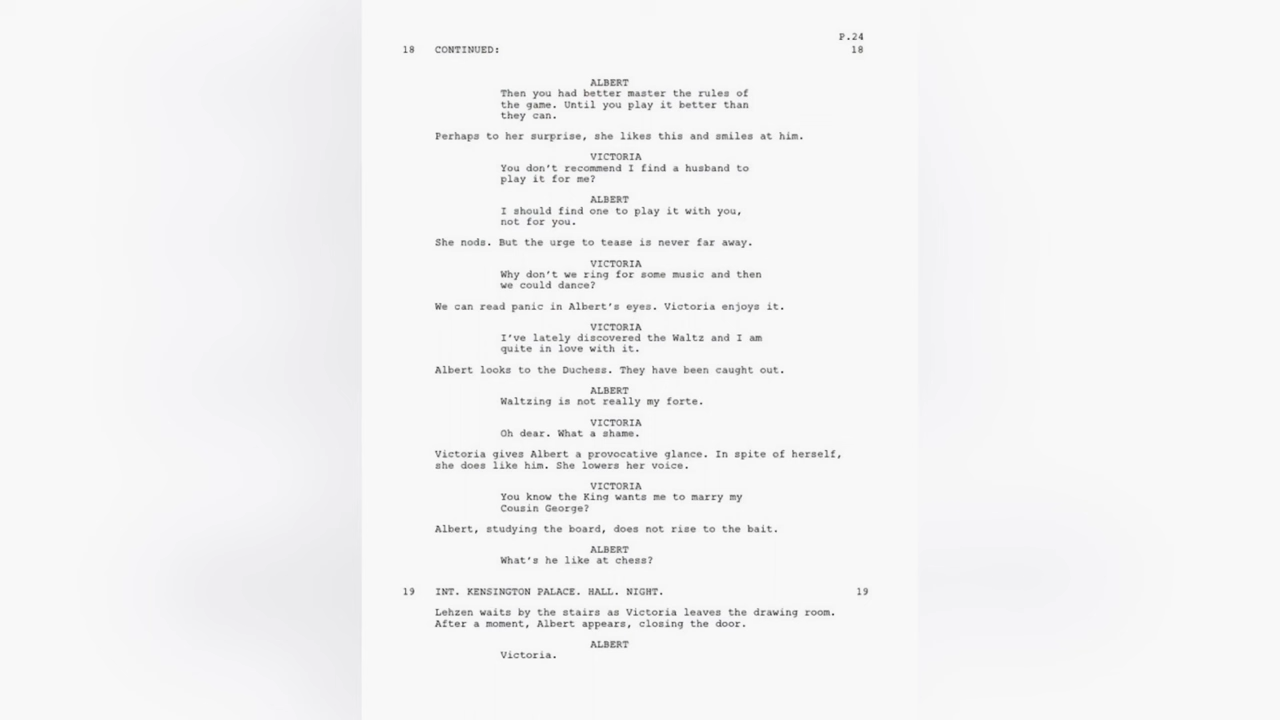 P.24
18 CONTINUED: 18
ALBERT
Then you had better master the rules of
the game. Until you play it better than
they can.
Perhaps to her surprise, she likes this and smiles at him.
VICTORIA
You don't recommend I find a husband to
play it for me?
ALBERT
I should find one to play it with you,
not for you.
She nods. But the urge to tease is never far away.
VICTORIA
Why don't we ring for some music and then
we could dance?
We can read panic in Albert's eyes. Victoria enjoys it.
VICTORIA
I've lately discovered the Waltz and I am
quite in love with it.
Albert looks to the Duchess. They have been caught out.
ALBERT
Waltzing is not really my forte.
VICTORIA
Oh dear. What a shame.
Victoria gives Albert a provocative glance. In spite of herself,
she does like him. She lowers her voice.
VICTORIA
You know the King wants me to marry my
Cousin George?
Albert, studying the board, does not rise to the bait.
ALBERT
What's he like at chess?
19 INT. KENSINGTON PALACE. HALL. NIGHT. 19
Lehzen waits by the stairs as Victoria leaves the drawing room.
After a moment, Albert appears, closing the door.
ALBERT
Victoria.